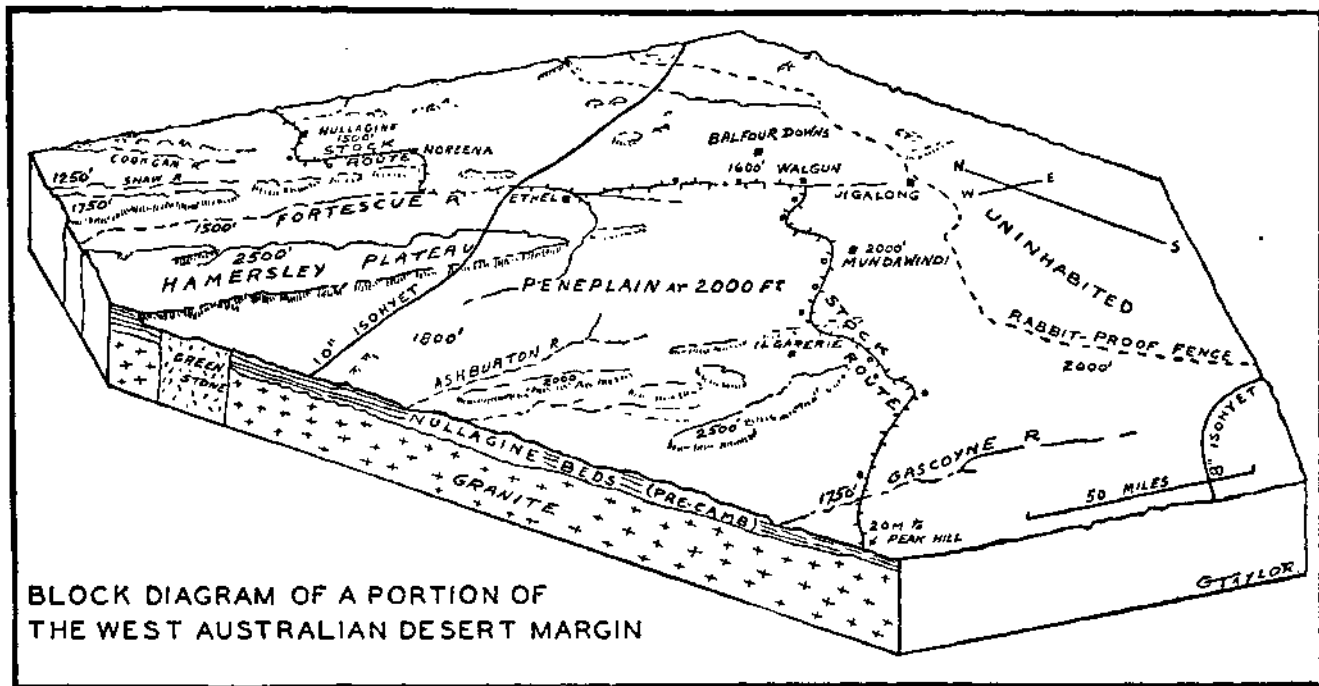 NULLAGINE
1500'
STOCK
ROUTE
NOREENA
COONGAN R
SHAW R
1250'
1750'
1500'
FORTESCUE R
ETHEL
BALFOUR DOWNS
1600' WALGUN
JIGALONG
N
E
W
S
UNINHABITED
2500'
HAMERSLEY PLATEAU
2000'
MUNDAWINDI
PENEPLAIN AT 2000 FT
10" ISOHYET
1800'
ASHBURTON R
2000
ILGARERIE
STOCK
ROUTE
RABBIT-PROOF FENCE
2000'
2500'
GREEN
STONE
NULLAGINE BEDS (PRE-CAMB)
GRANITE
1750'
GASCOYNE R
8" ISOHYET
50 MILES
20 M To
PEAK HILL
G TAYLOR
BLOCK DIAGRAM OF A PORTION OF
THE WEST AUSTRALIAN DESERT MARGIN